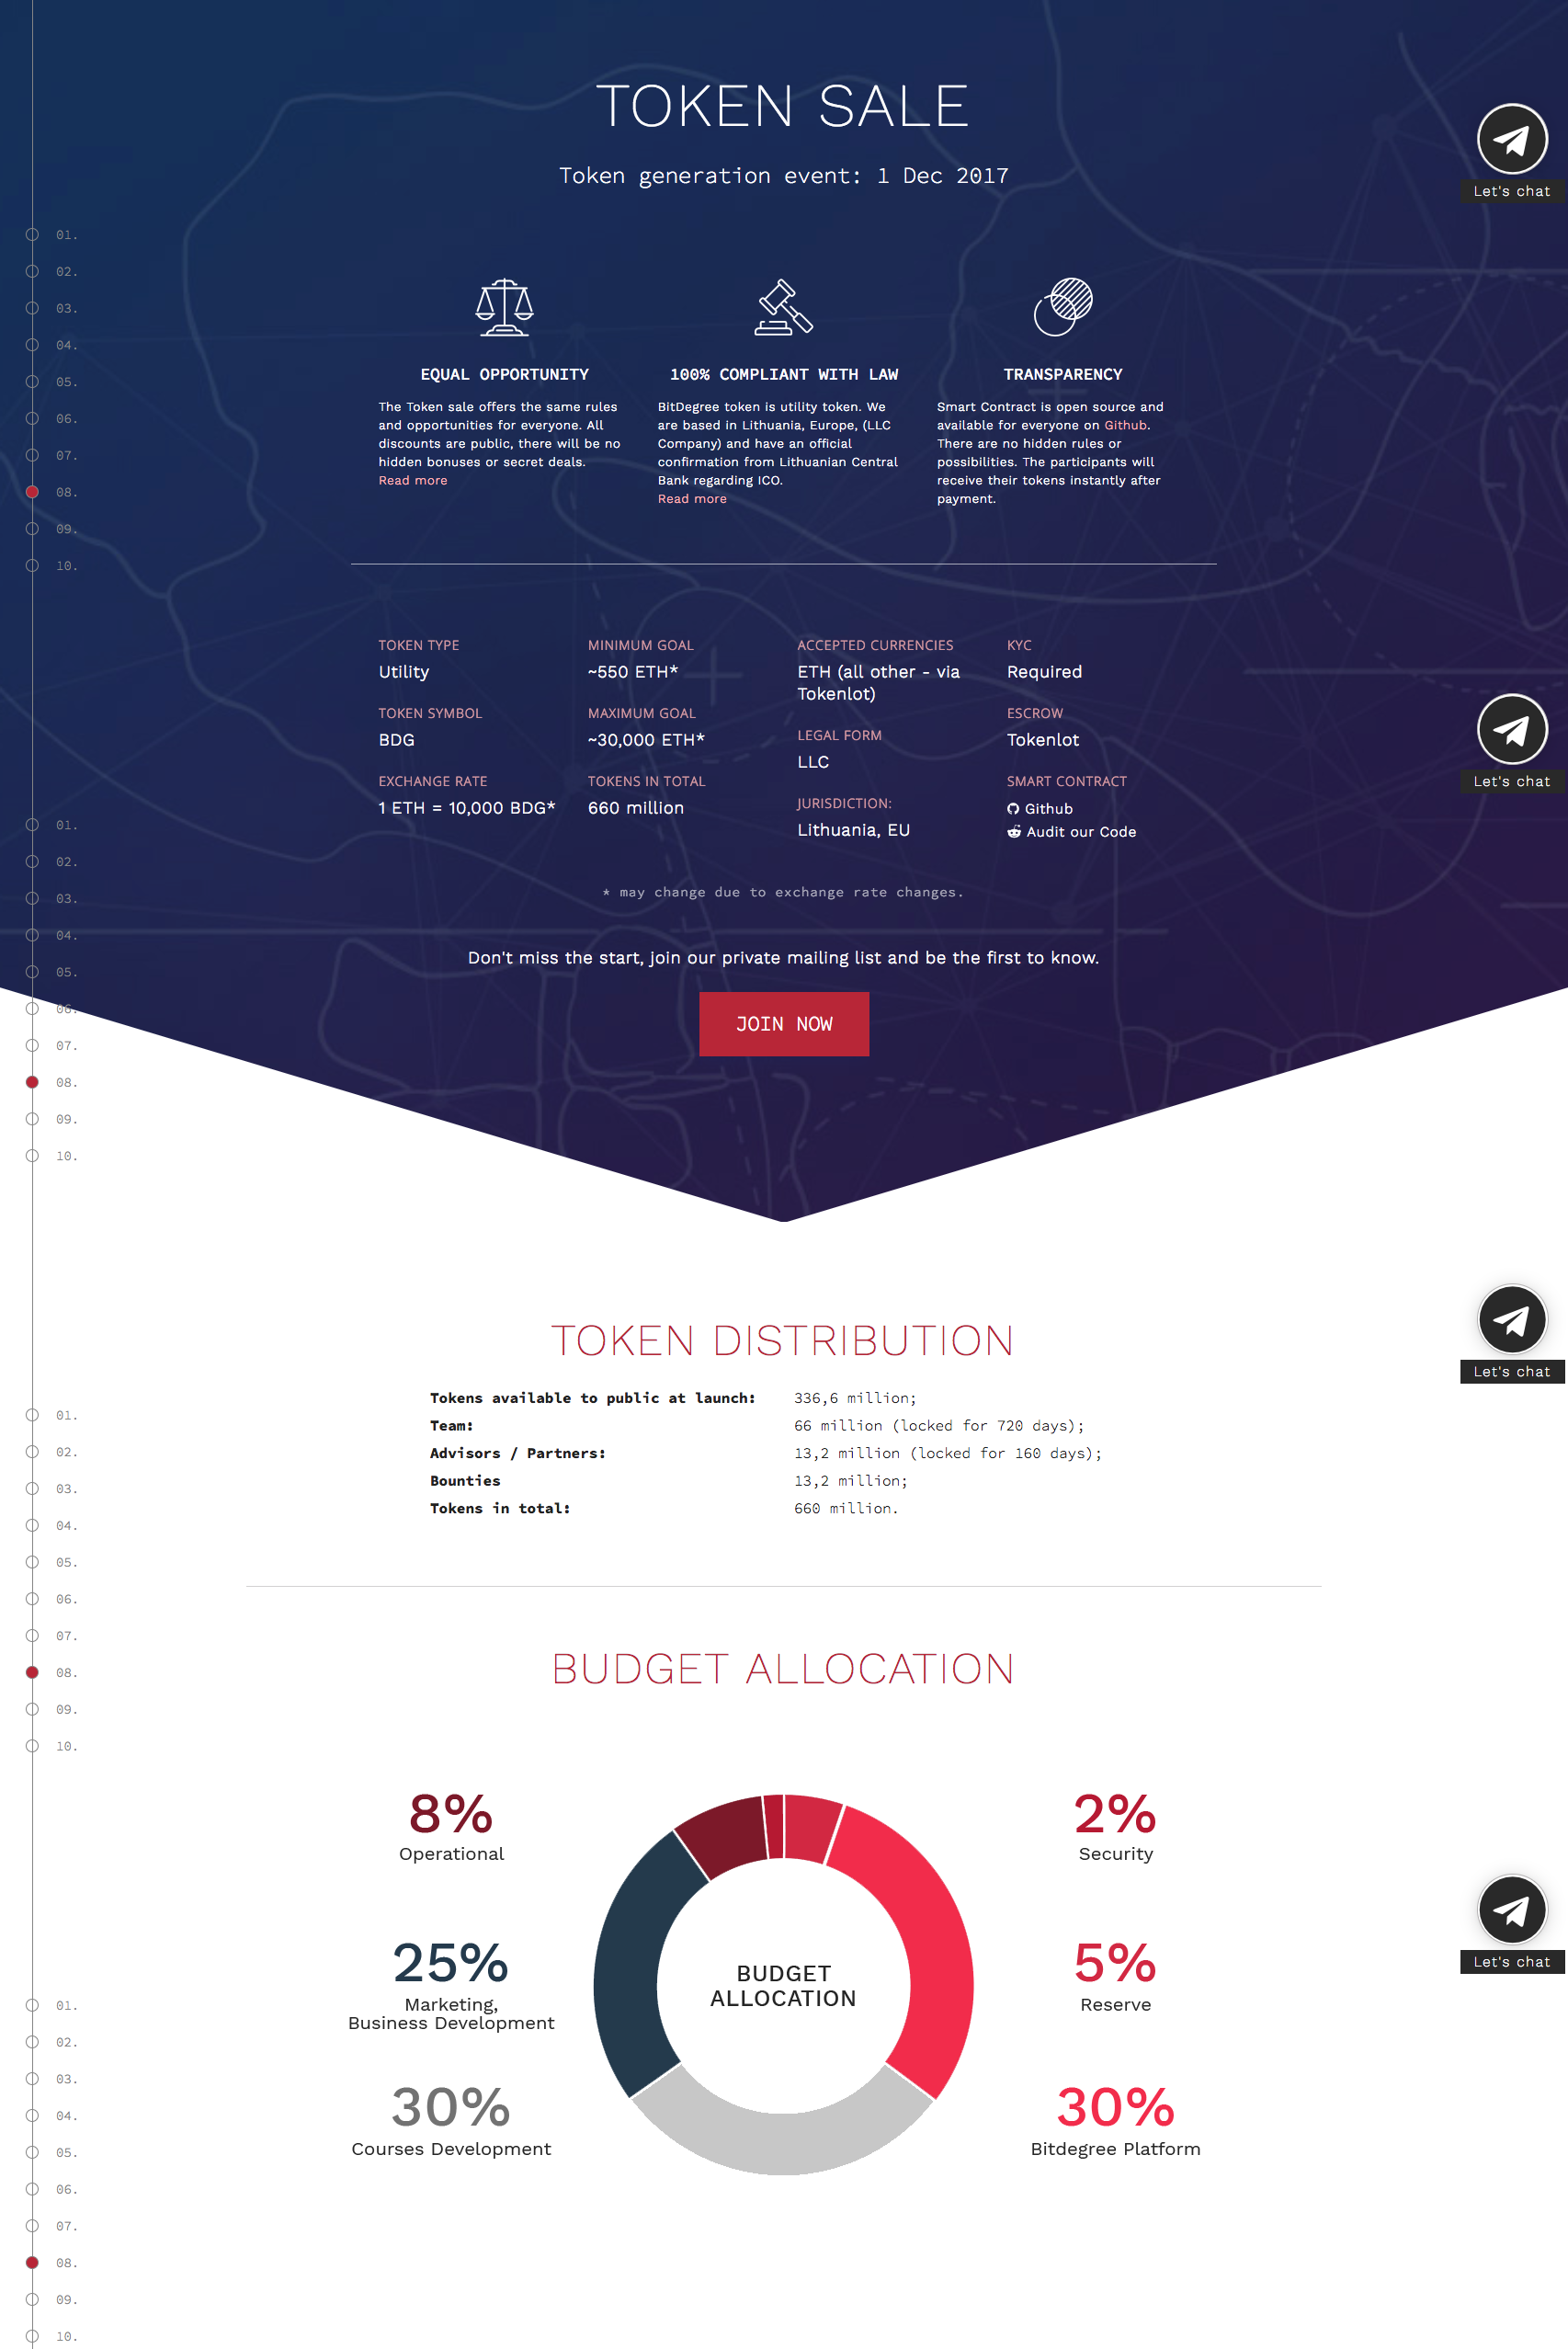 TOKEN SALE
Token generation event: 1 Dec 2017
Let's chat
01.
02.
03.
04.
05.
06.
07.
08.
09.
10.
EQUAL OPPORTUNITY
The Token sale offers the same rules
and opportunities for everyone. All
discounts are public, there will be no
hidden bonuses or secret deals.
Read more
100% COMPLIANT WITH LAW
BitDegree token is utility token. We
are based in Lithuania, Europe, (LLC
Company) and have an official
confirmation from Lithuanian Central
Bank regarding ICO.
Read more
TRANSPARENCY
Smart Contract is open source and
available for everyone on Github.
There are no hidden rules or
possibilities. The participants will
receive their tokens instantly after
payment.
TOKEN TYPE
Utility
TOKEN SYMBOL
BDG
EXCHANGE RATE
1 ETH = 10,000 BDG*
MINIMUM GOAL
~550 ETH*
MAXIMUM GOAL
~30,000 ETH*
TOKENS IN TOTAL
660 million
ACCEPTED CURRENCIES
ETH (all other - via
Tokenlot)
LEGAL FORM
LLC
JURISDICTION:
Lithuania, EU
KYC
Required
ESCROW
Tokenlot
SMART CONTRACT
Github
Audit our Code
Let's chat
* may change due to exchange rate changes.
Don't miss the start, join our private mailing list and be the first to know.
JOIN NOW
01.
02.
03.
04.
05.
06.
07.
08.
09.
10.
TOKEN DISTRIBUTION
Tokens available to public at launch: 336,6 million;
Team: 66 million (locked for 720 days);
Advisors / Partners: 13,2 million (locked for 160 days);
Bounties 13,2 million;
Tokens in total: 660 million.
Let's chat
01.
02.
03.
04.
05.
06.
07.
08.
09.
10.
BUDGET ALLOCATION
8%
Operational
25%
Marketing,
Business Development
30%
Courses Development
BUDGET
ALLOCATION
2%
Security
5%
Reserve
30%
Bitdegree Platform
Let's chat
01.
02.
03.
04.
05.
06.
07.
08.
09.
10.